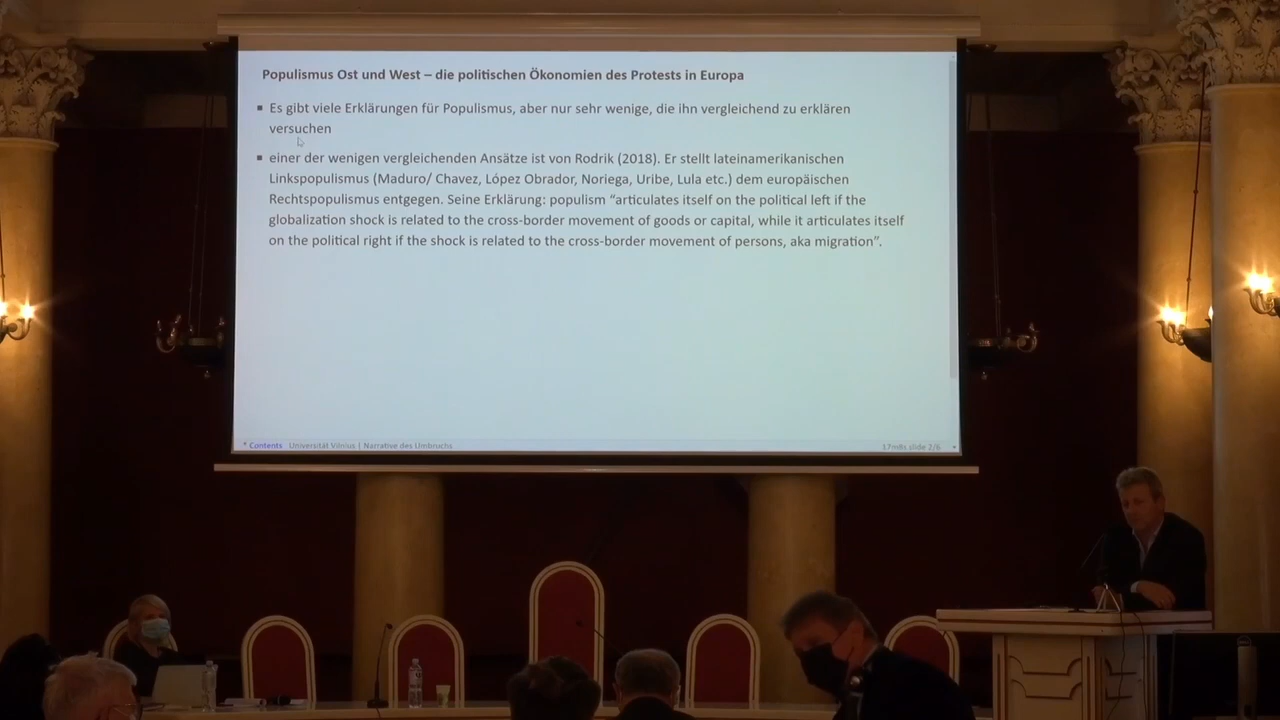 Populismus Ost und West – die politischen Ökonomien des Protests in Europa
Es gibt viele Erklärungen für Populismus, aber nur sehr wenige, die ihn vergleichend zu erklären
versuchen
einer der wenigen vergleichenden Ansätze ist von Rodrik (2018). Er stellt lateinamerikanischen
Linkspopulismus (Maduro/ Chavez, López Obrador, Noriega, Uribe, Lula etc.) dem europäischen
Rechtspopulismus entgegen. Seine Erklärung: populism “articulates itself on the political left if the
globalization shock is related to the cross-border movement of goods or capital, while it articulates itself
on the political right if the shock is related to the cross-border movement of persons, aka migration”.
* Contents Universität Vilnius | Narrative des Umbruchs
17mits slide 2/6